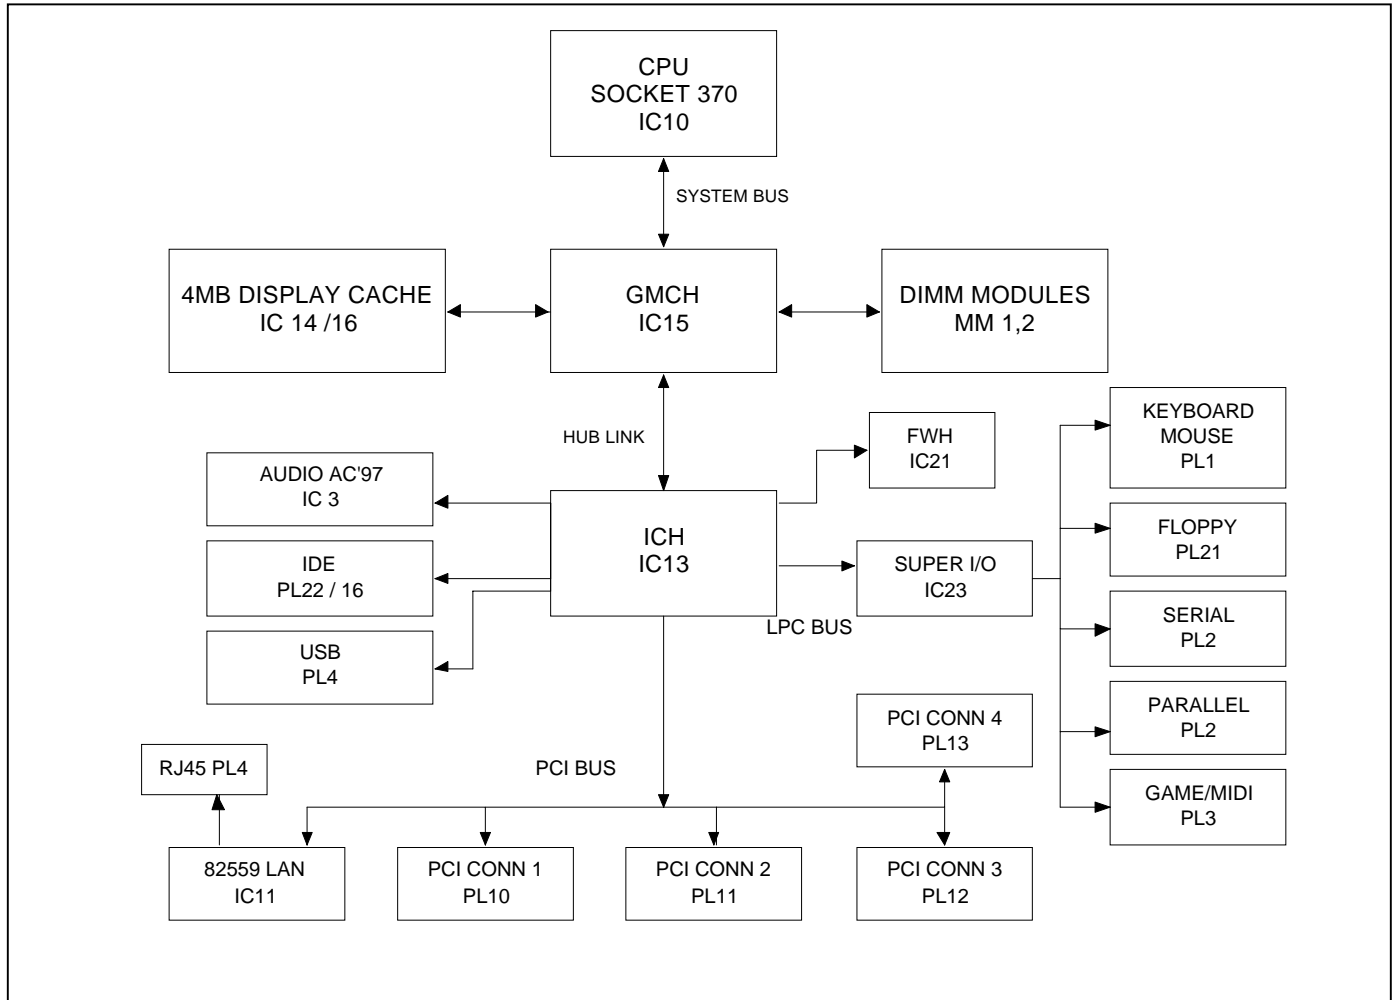 CPU
SOCKET 370
IC10
SYSTEM BUS
4MB DISPLAY CACHE
IC 14 /16
GMCH
IC15
DIMM MODULES
MM 1,2
HUB LINK
KEYBOARD
MOUSE
PL1
FWH
IC21
AUDIO AC'97
IC 3
ICH
IC13
FLOPPY
PL21
IDE
PL22 / 16
SUPER I/O
IC23
SERIAL
PL2
LPC BUS
USB
PL4
PARALLEL
PL2
PCI CONN 4
PL13
RJ45 PL4
PCI BUS
GAME/MIDI
PL3
82559 LAN
IC11
PCI CONN 1
PL10
PCI CONN 2
PL11
PCI CONN 3
PL12